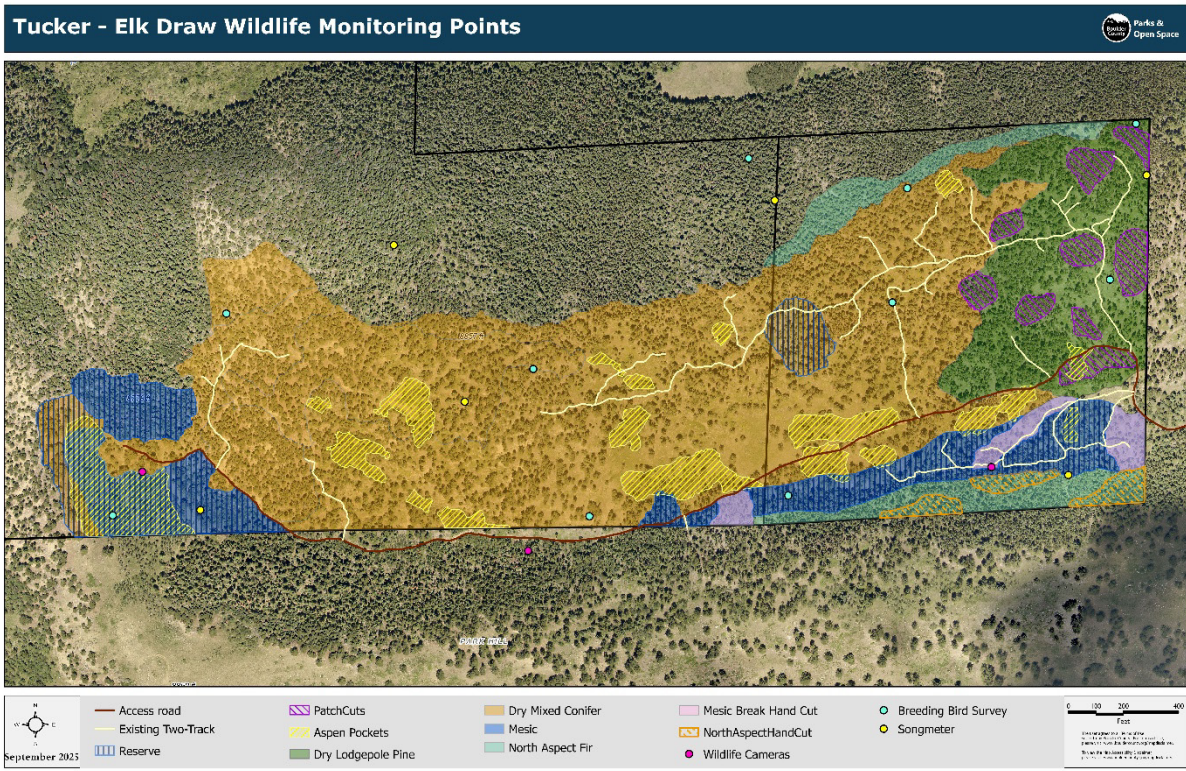 Tucker - Elk Draw Wildlife Monitoring Points
Boulder
County
Parks &
Open Space
PARK HILL
N
W E
S
September 2025
Access road
Existing Two-Track
Reserve
PatchCuts
Aspen Pockets
Dry Lodgepole Pine
Dry Mixed Conifer
Mesic
North Aspect Fir
Mesic Break Hand Cut
NorthAspectHandCut
Wildlife Cameras
Breeding Bird Survey
Songmeter
0 100 200 400
Feet